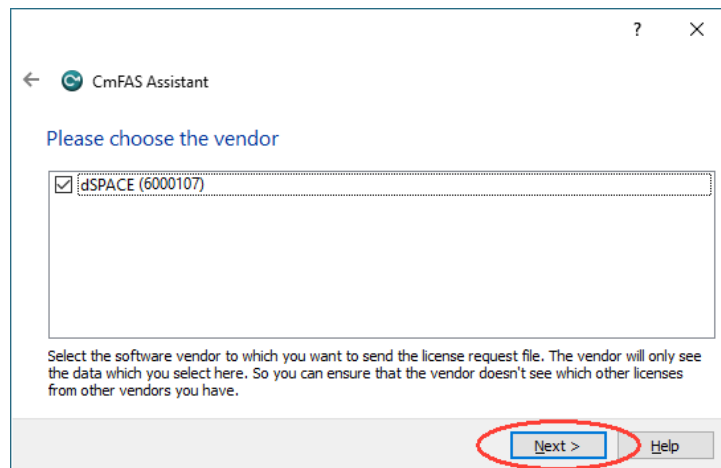 ?
CmFAS Assistant
Please choose the vendor
dSPACE (6000107)
Select the software vendor to which you want to send the license request file. The vendor will only see
the data which you select here. So you can ensure that the vendor doesn't see which other licenses
from other vendors you have.
Next > Help